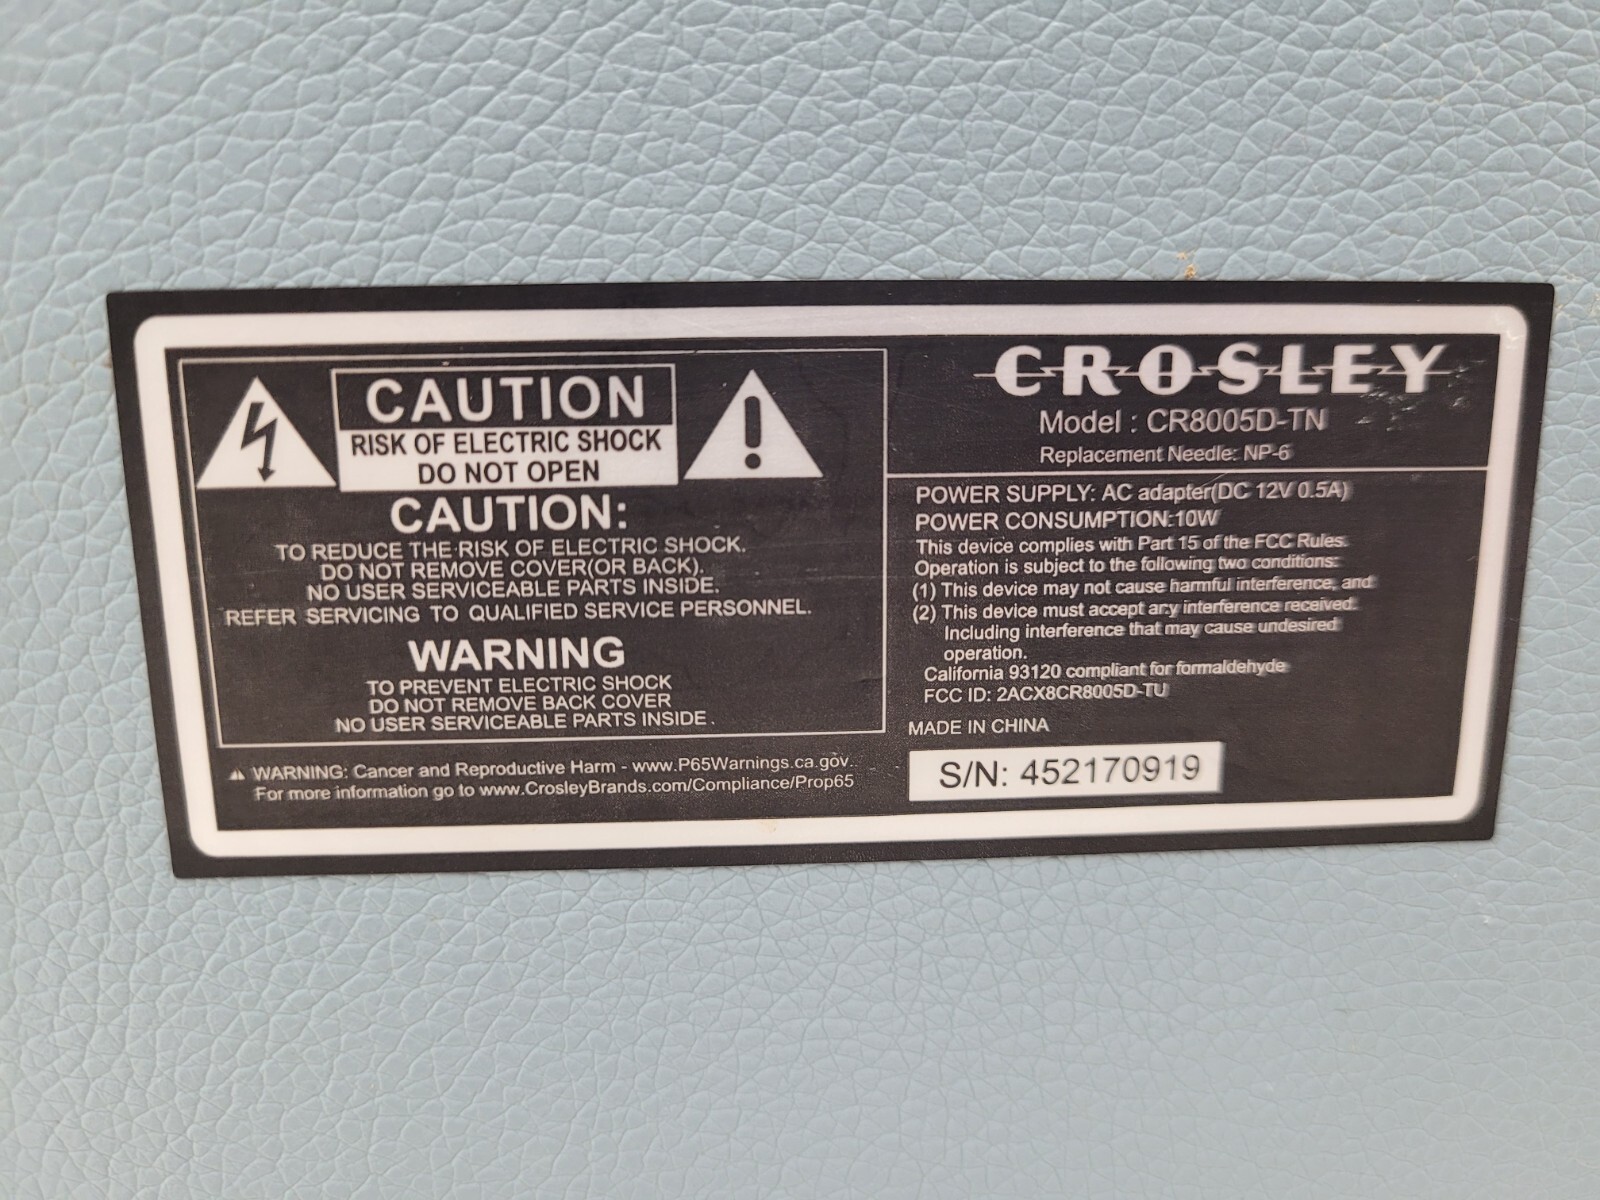 CAUTION
RISK OF ELECTRIC SHOCK
DO NOT OPEN
CAUTION:
TO REDUCE THE RISK OF ELECTRIC SHOCK.
DO NOT REMOVE COVER(OR BACK).
NO USER SERVICEABLE PARTS INSIDE.
REFER SERVICING TO QUALIFIED SERVICE PERSONNEL.
WARNING
TO PREVENT ELECTRIC SHOCK
DO NOT REMOVE BACK COVER
NO USER SERVICEABLE PARTS INSIDE.
WARNING: Cancer and Reproductive Harm - www.P65Warnings.ca.gov.
For more information go to www.CrosleyBrands.com/Compliance/Prop65
CROSLEY
Model : CR8005D-TN
Replacement Needle: NP-6
POWER SUPPLY: AC adapter(DC 12V 0.5A)
POWER CONSUMPTION:10W
This device complies with Part 15 of the FCC Rules.
Operation is subject to the following two conditions:
(1) This device may not cause harmful interference, and
(2) This device must accept any interference received.
Including interference that may cause undesired
operation.
California 93120 compliant for formaldehyde
FCC ID: 2ACX8CR8005D-TU
MADE IN CHINA
S/N: 452170919